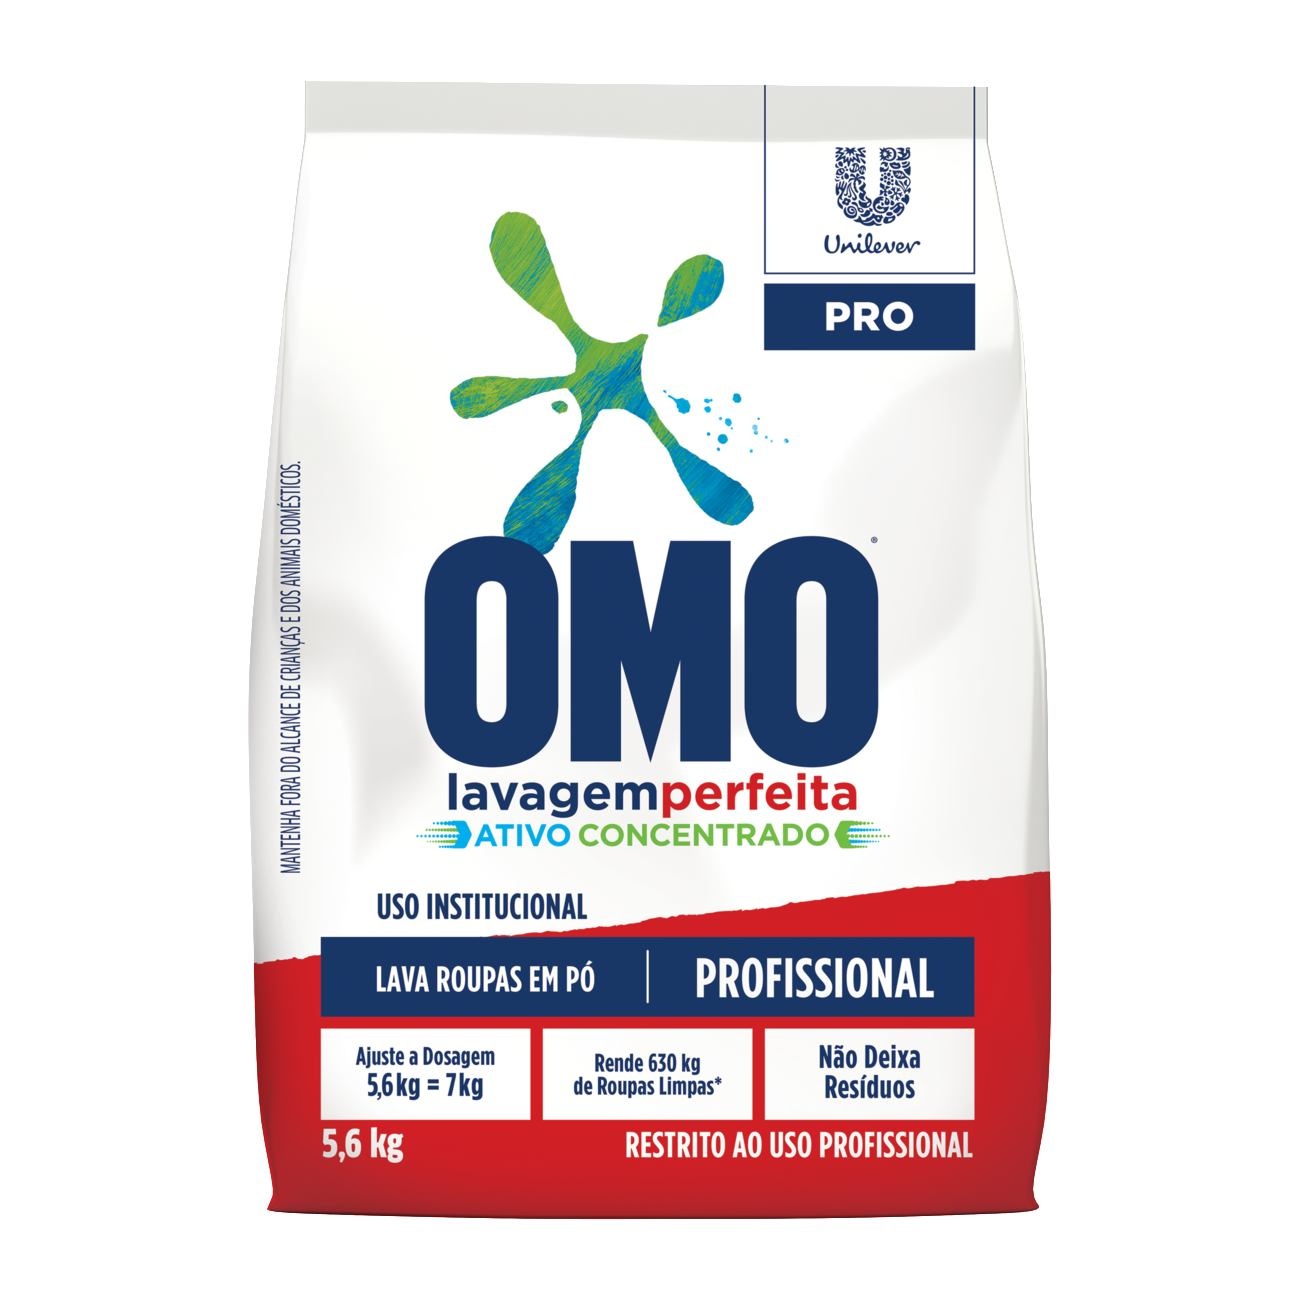 Unilever
PRO
OMO®
lavagemperfeita
ATIVO CONCENTRADO
MANTENHA FORA DO ALCANCE DE CRIANÇAS E DOS ANIMAIS DOMÉSTICOS.
USO INSTITUCIONAL
LAVA ROUPAS EM PÓ | PROFISSIONAL
Ajuste a Dosagem
5,6kg = 7kg
Rende 630 kg
de Roupas Limpas*
Não Deixa
Resíduos
5,6 kg
RESTRITO AO USO PROFISSIONAL